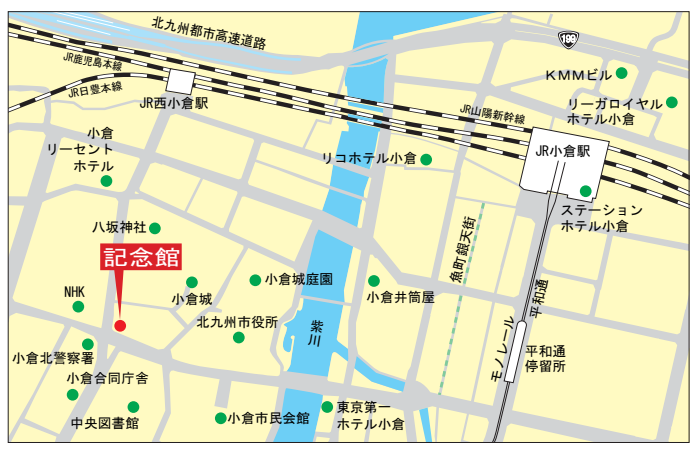 北九州都市高速道路
199
JR鹿児島本線
KMMビル
JR日豊本線
JR西小倉駅
JR山陽新幹線
リーガロイヤル
ホテル小倉
小倉
リーセント
ホテル
リコホテル小倉
JR小倉駅
ステーション
ホテル小倉
八坂神社
記念館
魚町銀天街
NHK
小倉城
小倉城庭園
小倉井筒屋
平和通
北九州市役所
紫川
モノレール
平和通
停留所
小倉北警察署
小倉合同庁舎
中央図書館
小倉市民会館
東京第一
ホテル小倉